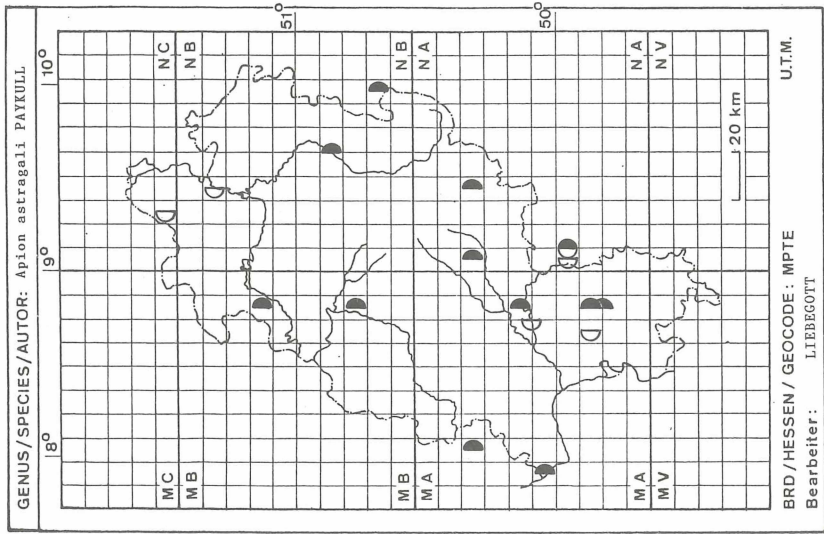 GENUS/SPECIES/AUTOR: Apion astragali PAYKULL
8° 9° 10°
MC NC
MB NB
51
MB NB
MA NA
50
MA NA
MV NV
20 km
BRD/HESSEN/GEOCODE: MPTE U.T.M.
Bearbeiter: LIEBEGOTT